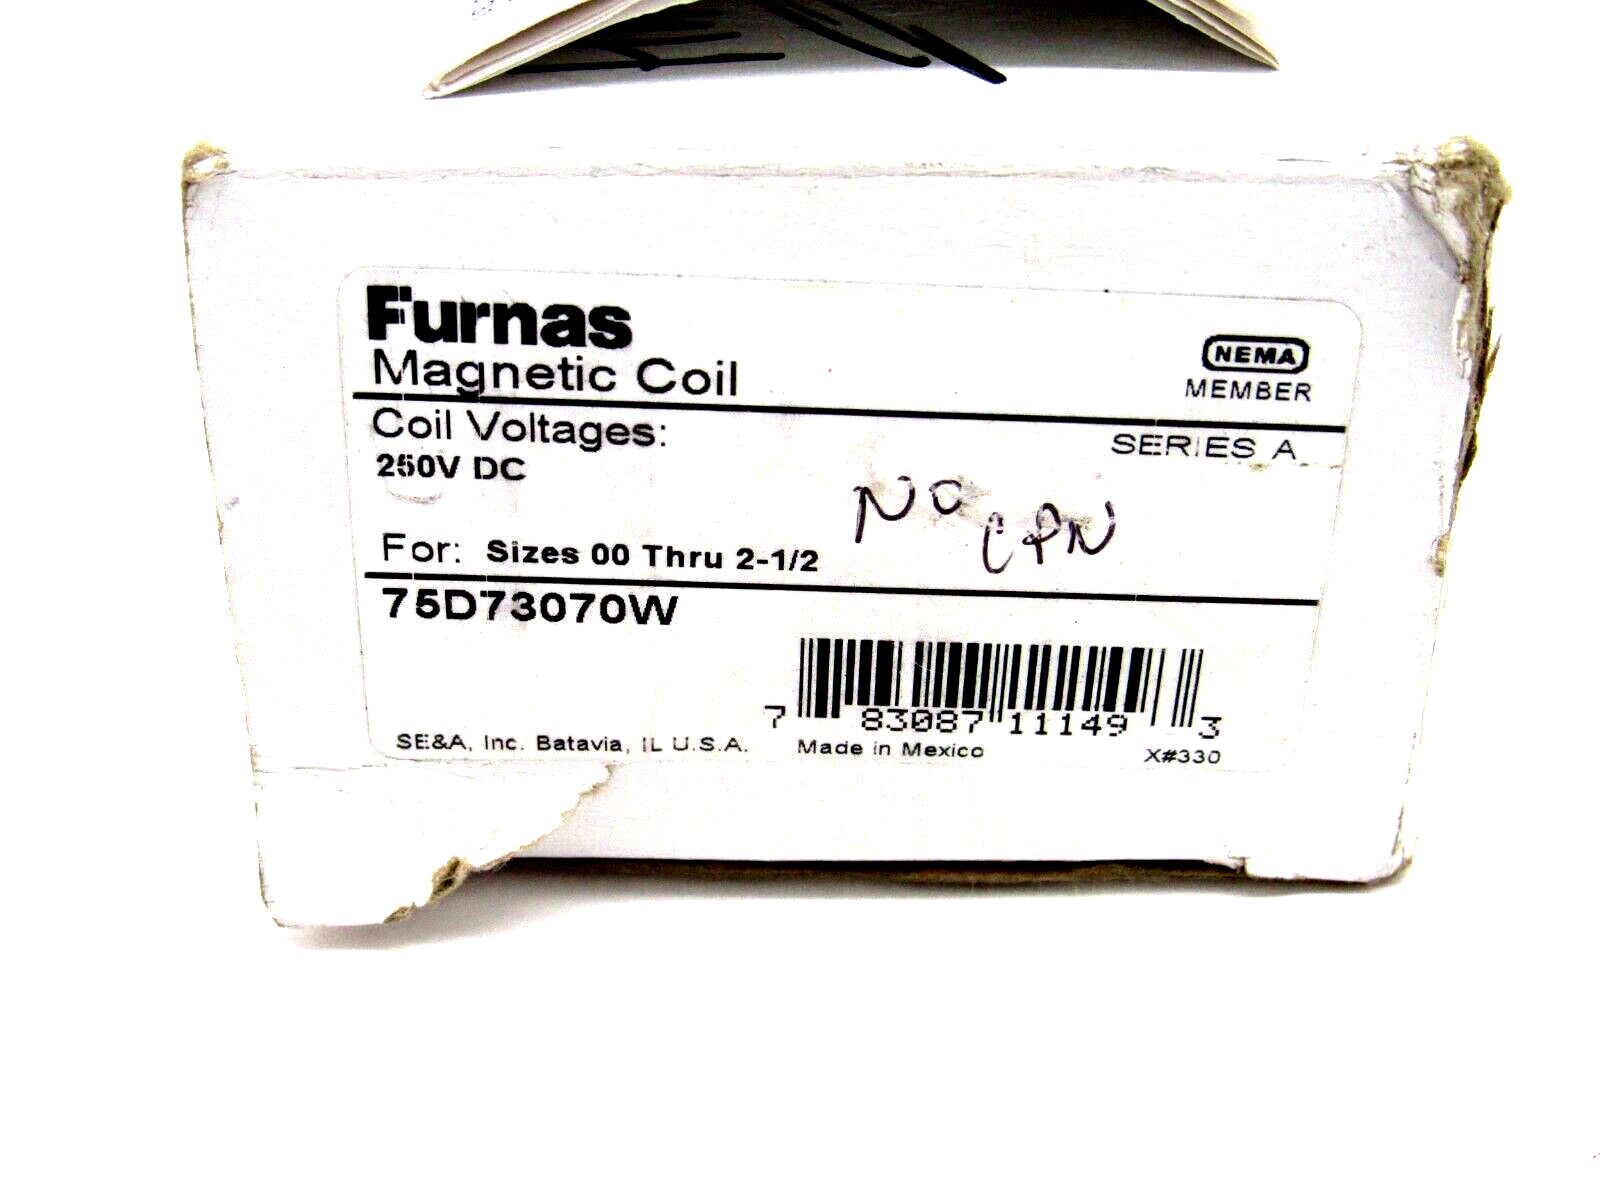 Furnas
Magnetic Coil
NEMA
MEMBER
Coil Voltages:
SERIES A
250V DC
NO CPN
For: Sizes 00 Thru 2-1/2
75D73070W
7 83087 11149 3
SE&A, Inc. Batavia, IL U.S.A. Made in Mexico X#330